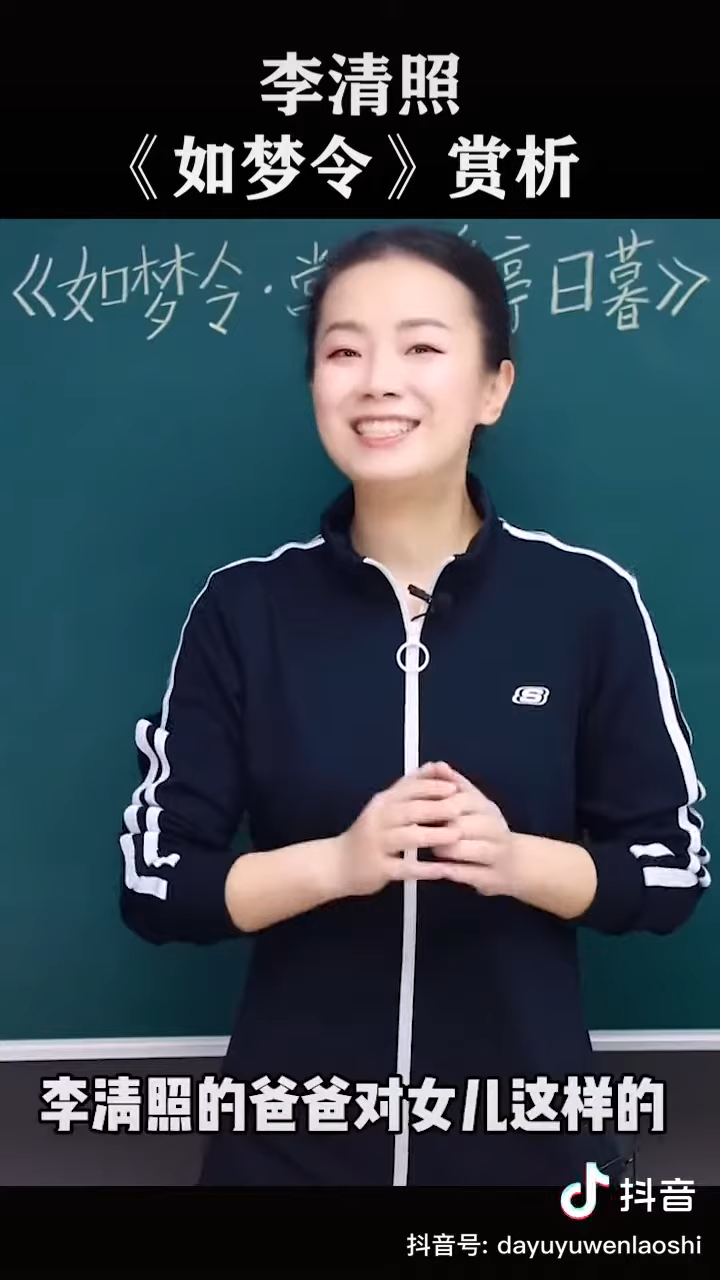 李清照
《如梦令》赏析
《如梦令·常 亭日暮》
S
李清照的爸爸对女儿这样的
抖音
抖音号: dayuyuwenlaoshi